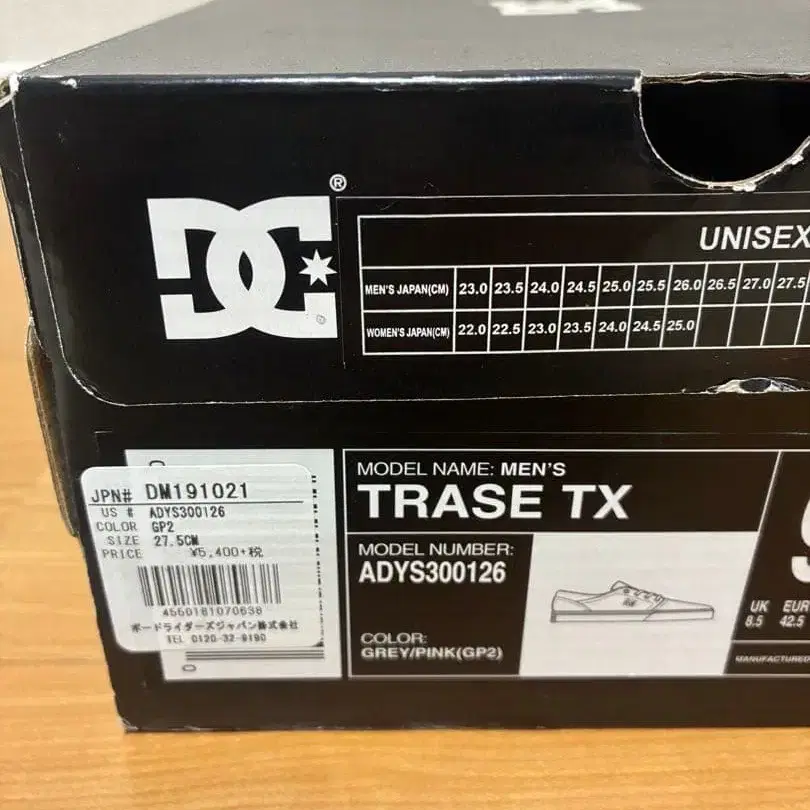 DC
®
UNISEX
MEN'S JAPAN(CM) 23.0 23.5 24.0 24.5 25.0 25.5 26.0 26.5 27.0 27.5
WOMEN'S JAPAN(CM) 22.0 22.5 23.0 23.5 24.0 24.5 25.0
JPN# DM191021
US # ADYS300126
COLOR GP2
SIZE 27.5CM
PRICE ¥5,400+税
4550181070638
ボードライダーズジャパン株式会社
TEL 0120-32-9190
MODEL NAME: MEN'S
TRASE TX
MODEL NUMBER:
ADYS300126
COLOR:
GREY/PINK(GP2)
UK EUR
8.5 42.5
MANUFACTURED